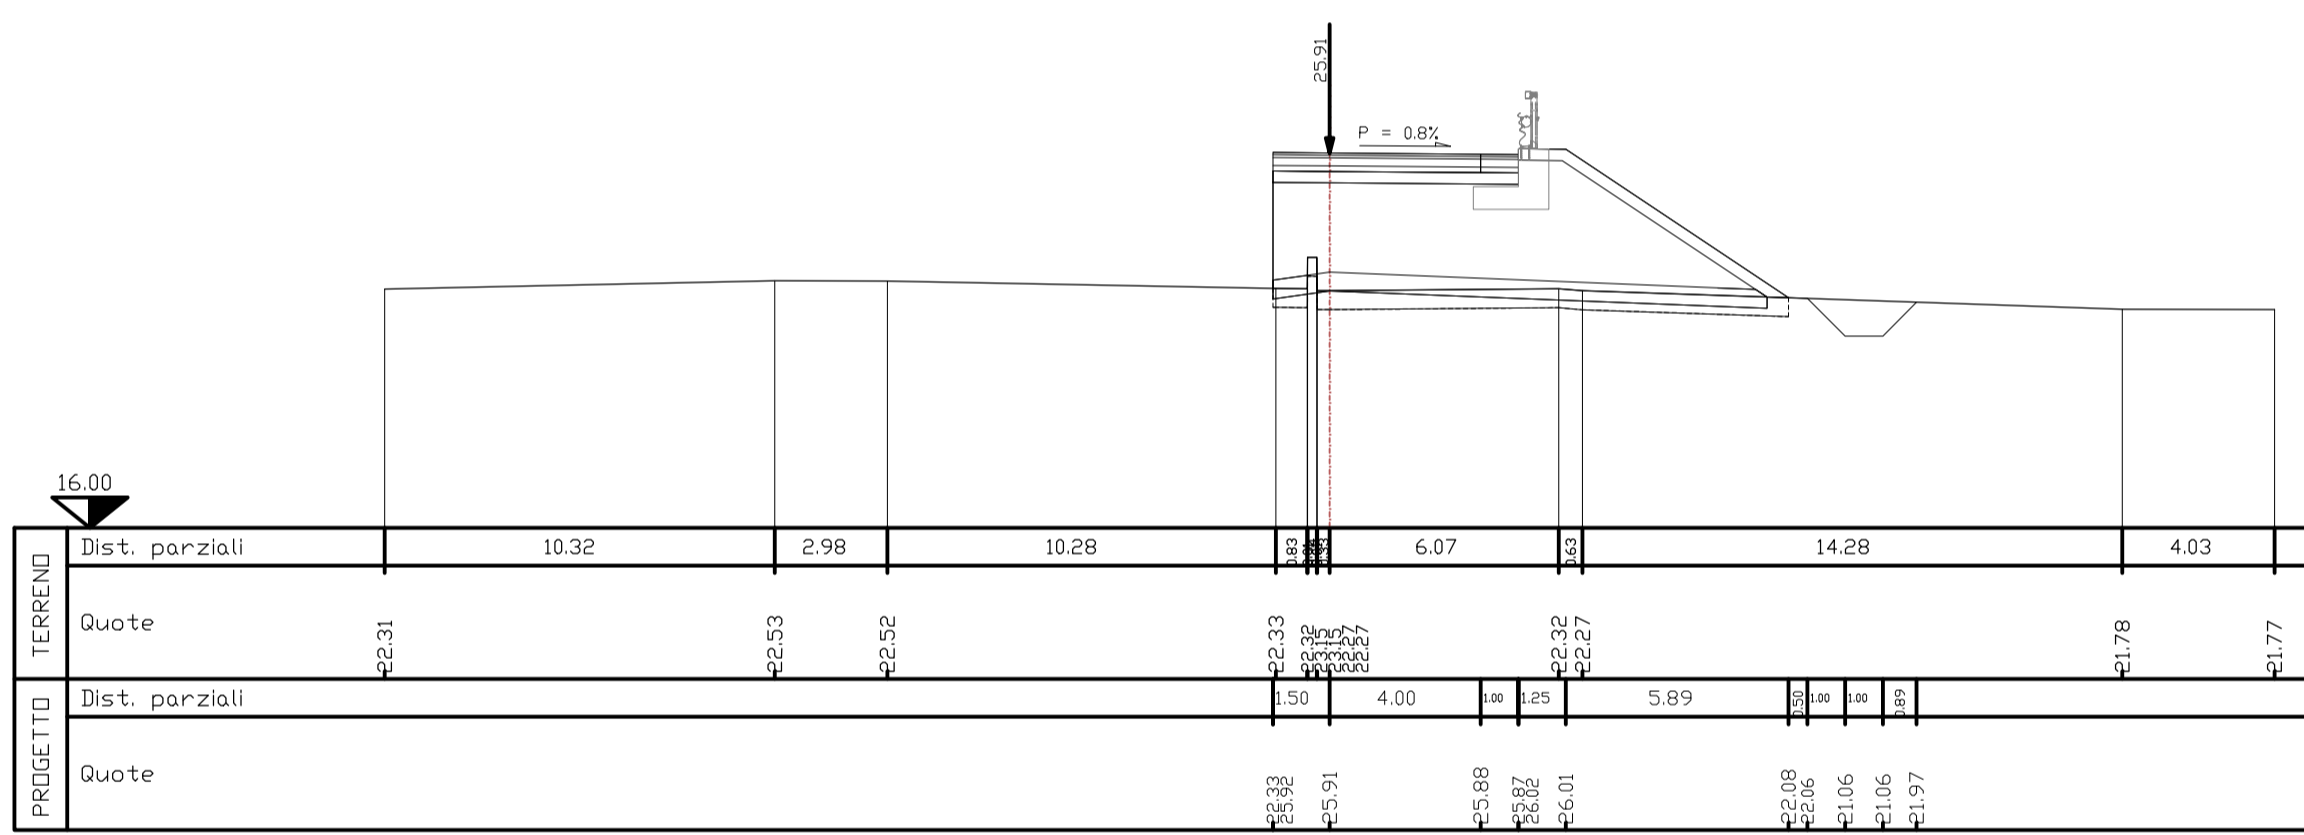 25.91
P = 0.8%
16.00
TERRENO
Dist. parziali 10.32 2.98 10.28 0.83 0.33 6.07 0.63 14.28 4.03
Quote 22.31 22.53 22.52 22.33 22.32 23.15 23.15 22.27 22.27 22.32 22.27 21.78 21.77
PROGETTO
Dist. parziali 1.50 4.00 1.00 1.25 5.89 0.50 1.00 1.00 0.89
Quote 22.33 25.92 25.91 25.88 25.87 26.02 26.01 22.08 22.06 21.06 21.06 21.97